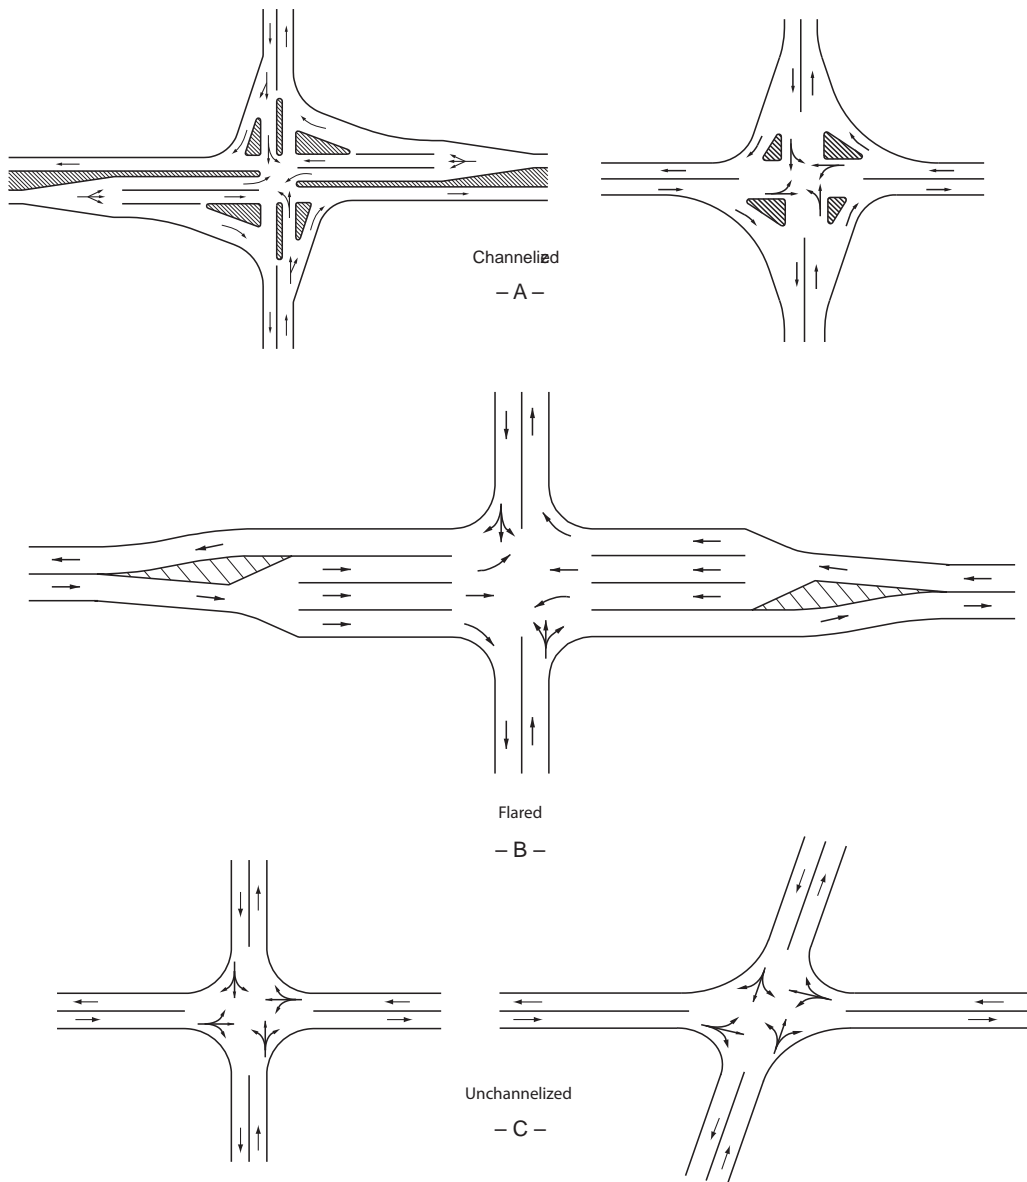 Channelized
– A –
Flared
– B –
Unchannelized
– C –